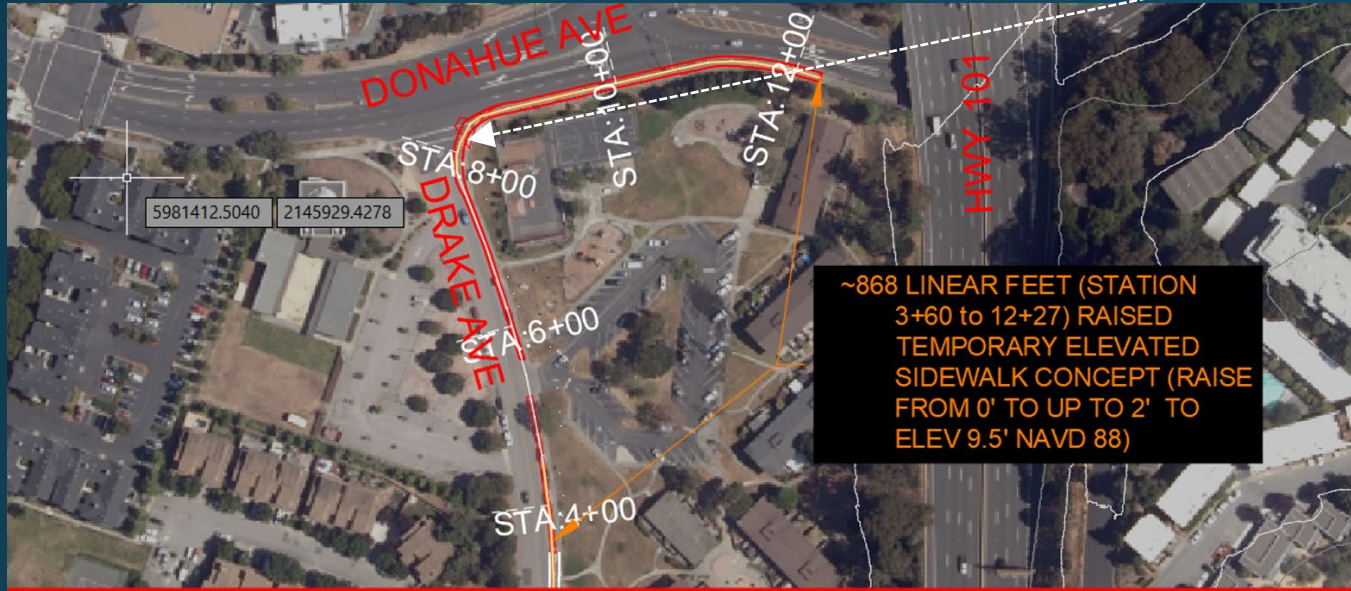 DONAHUE AVE
STA:10+00
STA:12+00
HWY 101
STA:8+00
5981412.5040 2145929.4278
DRAKE AVE
~868 LINEAR FEET (STATION
3+60 to 12+27) RAISED
TEMPORARY ELEVATED
SIDEWALK CONCEPT (RAISE
FROM 0' TO UP TO 2' TO
ELEV 9.5' NAVD 88)
STA:6+00
STA:4+00